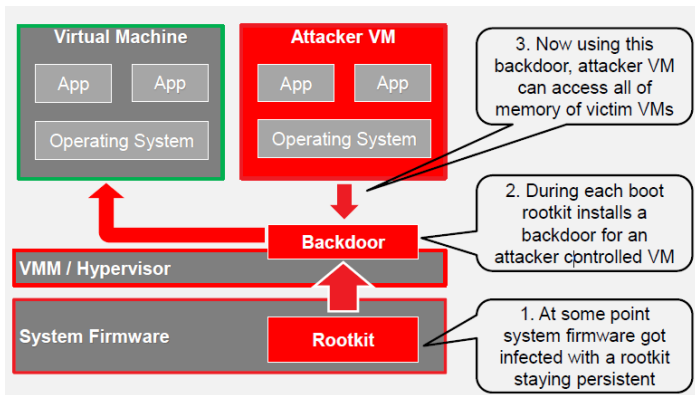 Virtual Machine
App
App
Operating System
Attacker VM
App
App
Operating System
3. Now using this
backdoor, attacker VM
can access all of
memory of victim VMs
2. During each boot
rootkit installs a
backdoor for an
attacker controlled VM
Backdoor
VMM / Hypervisor
System Firmware
Rootkit
1. At some point
system firmware got
infected with a rootkit
staying persistent